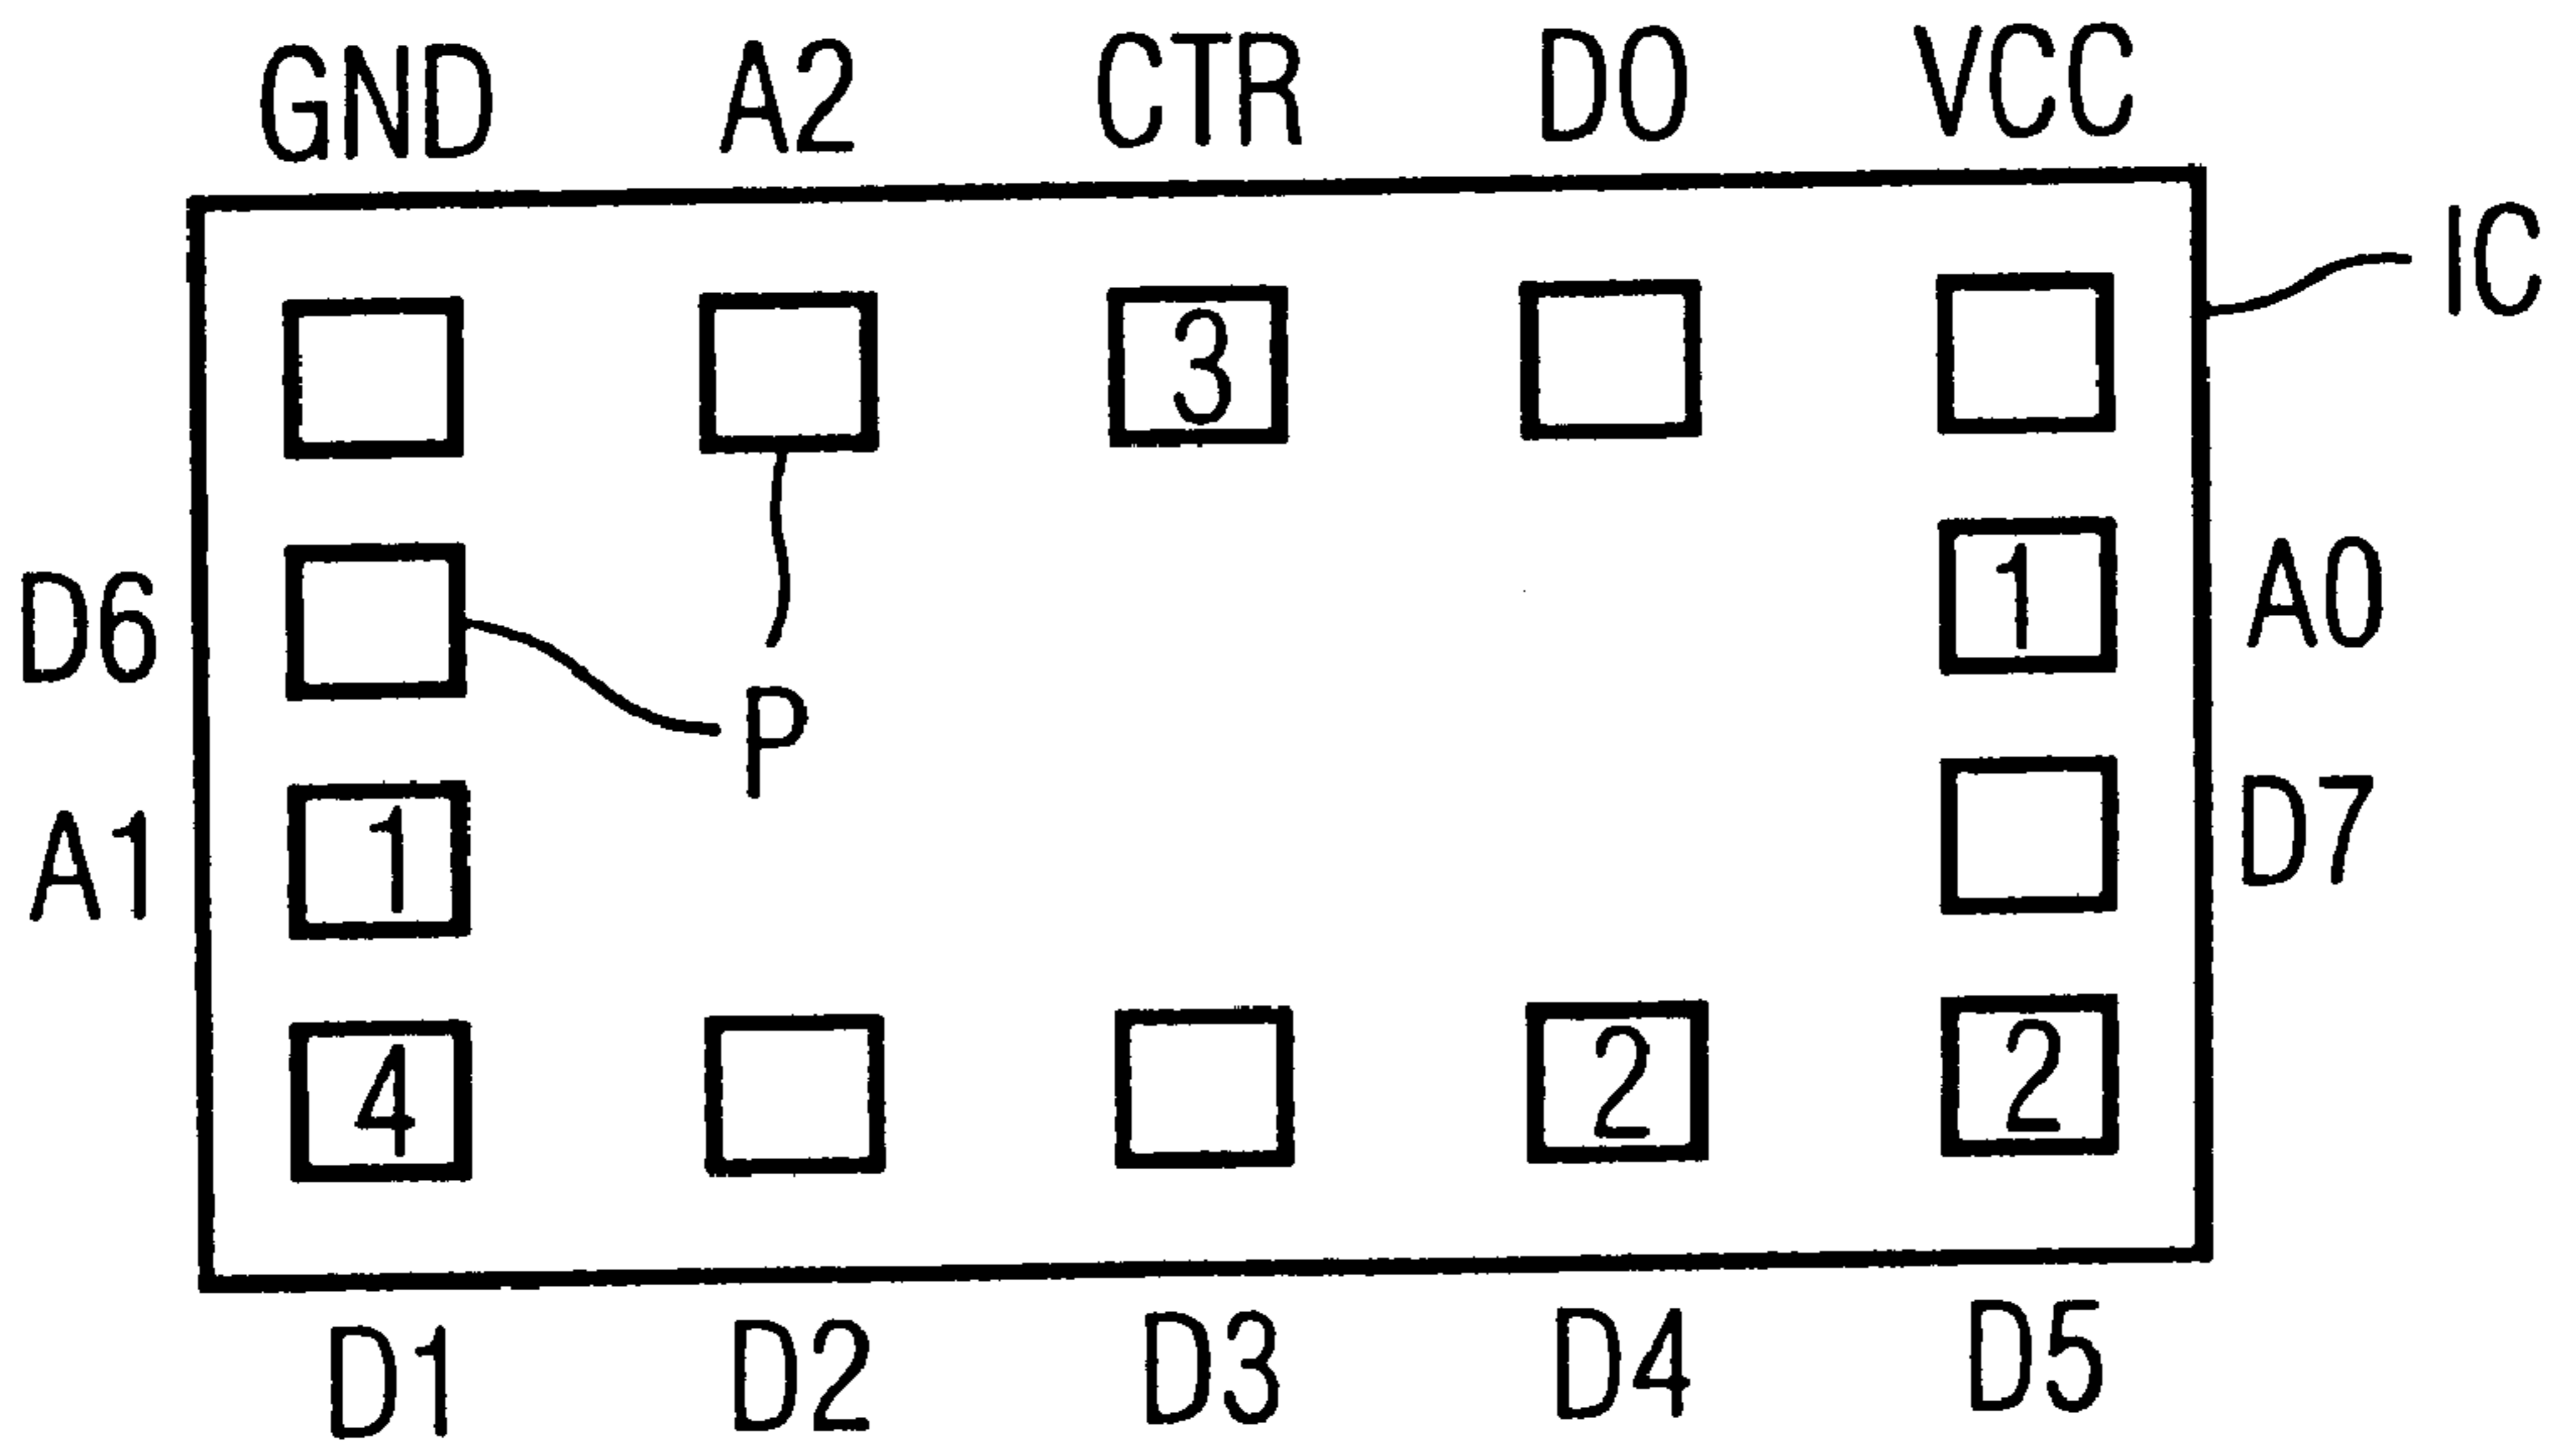 GND A2 CTR D0 VCC
IC
3
D6 1 A0
P
A1 1 D7
4 2 2
D1 D2 D3 D4 D5